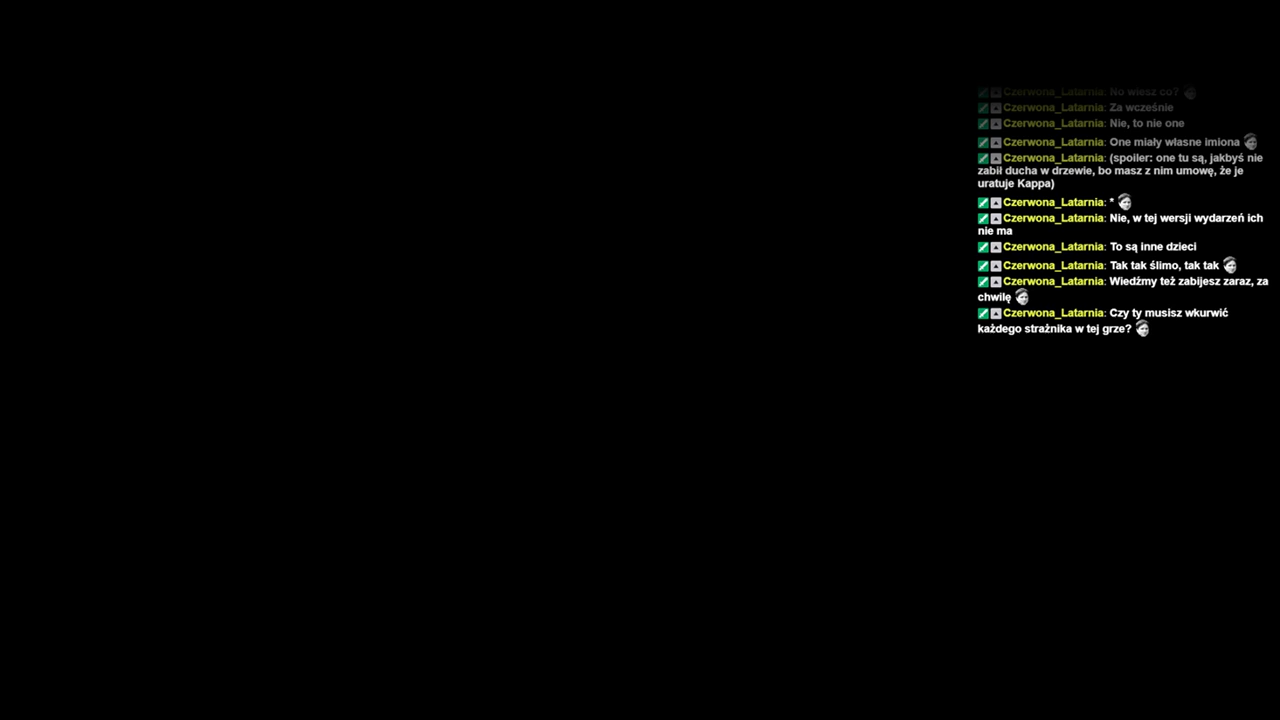 Czerwona_Latarnia: No wiesz co?
Czerwona_Latarnia: Za wcześnie
Czerwona_Latarnia: Nie, to nie one
Czerwona_Latarnia: One miały własne imiona
Czerwona_Latarnia: (spoiler: one tu są, jakbyś nie
zabił ducha w drzewie, bo masz z nim umowę, że je
uratuje Kappa)
Czerwona_Latarnia: *
Czerwona_Latarnia: Nie, w tej wersji wydarzeń ich
nie ma
Czerwona_Latarnia: To są inne dzieci
Czerwona_Latarnia: Tak tak ślimo, tak tak
Czerwona_Latarnia: Wiedźmy też zabijesz zaraz, za
chwilę
Czerwona_Latarnia: Czy ty musisz wkurwić
każdego strażnika w tej grze?